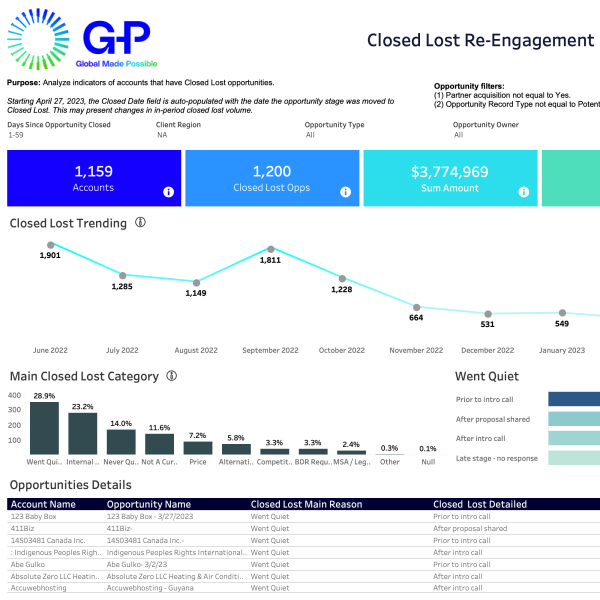 G-P
Global Made Possible
Closed Lost Re-Engagement
Purpose: Analyze indicators of accounts that have Closed Lost opportunities.
Starting April 27, 2023, the Closed Date field is auto-populated with the date the opportunity stage was moved to
Closed Lost. This may present changes in in-period closed lost volume.
Opportunity filters:
(1) Partner acquisition not equal to Yes.
(2) Opportunity Record Type not equal to Potent
Days Since Opportunity Closed Client Region Opportunity Type Opportunity Owner
1-59 NA All All
1,159 1,200 $3,774,969
Accounts Closed Lost Opps Sum Amount
Closed Lost Trending
1,901 1,285 1,149 1,811 1,228 664 531 549
June 2022 July 2022 August 2022 September 2022 October 2022 November 2022 December 2022 January 2023
Main Closed Lost Category
400
300
200
100
28.9% 23.2% 14.0% 11.6% 7.2% 5.8% 3.3% 3.3% 2.4% 0.3% 0.1%
Went Qui.. Internal .. Never Qu.. Not A Cur.. Price Alternati.. Competit.. BDR Requ.. MSA / Leg.. Other Null
Went Quiet
Prior to intro call
After proposal shared
After intro call
Late stage - no response
Opportunities Details
Account Name Opportunity Name Closed Lost Main Reason Closed Lost Detailed
123 Baby Box 123 Baby Box - 3/27/2023 Went Quiet Prior to intro call
411Biz 411Biz- Went Quiet After proposal shared
14503481 Canada Inc. 14503481 Canada Inc.- Went Quiet Prior to intro call
: Indigenous Peoples Righ.. Indigenous Peoples Rights International.. Went Quiet After intro call
Abe Gulko Abe Gulko- 3/2/23 Went Quiet Prior to intro call
Absolute Zero LLC Heatin.. Absolute Zero LLC Heating & Air Conditi.. Went Quiet After intro call
Accuwebhosting Accuwebhosting - Guyana Went Quiet After intro call